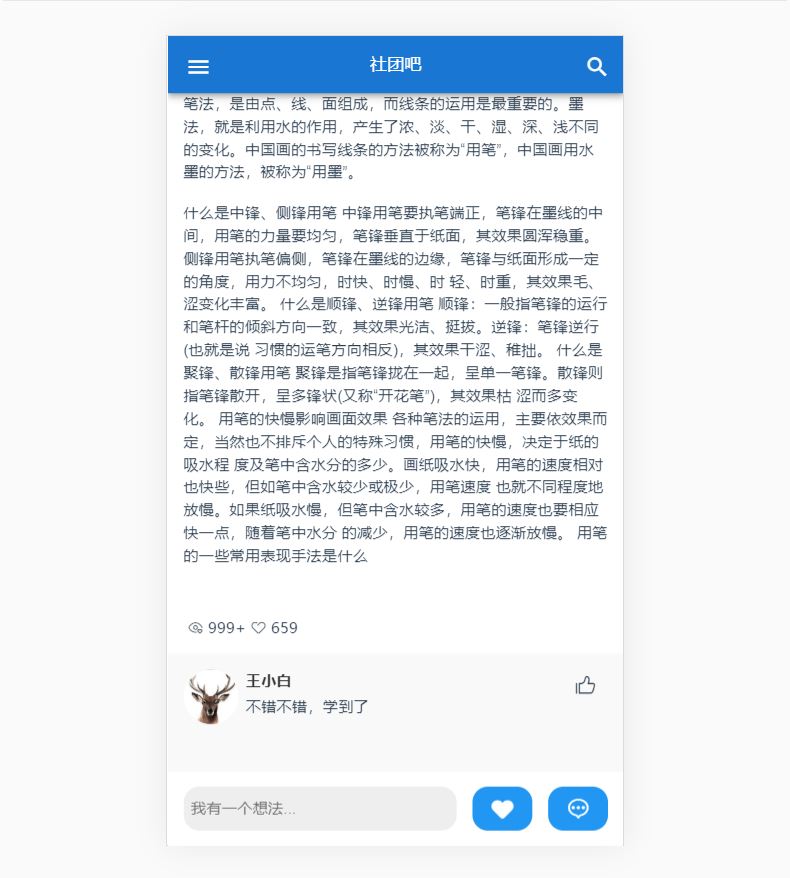 社团吧
笔法，是由点、线、面组成，而线条的运用是最重要的。墨
法，就是利用水的作用，产生了浓、淡、干、湿、深、浅不同
的变化。中国画的书写线条的方法被称为“用笔”，中国画用水
墨的方法，被称为“用墨”。
什么是中锋、侧锋用笔 中锋用笔要执笔端正，笔锋在墨线的中
间，用笔的力量要均匀，笔锋垂直于纸面，其效果圆浑稳重。
侧锋用笔执笔偏侧，笔锋在墨线的边缘，笔锋与纸面形成一定
的角度，用力不均匀，时快、时慢、时 轻、时重，其效果毛、
涩变化丰富。 什么是顺锋、逆锋用笔 顺锋：一般指笔锋的运行
和笔杆的倾斜方向一致，其效果光洁、挺拔。逆锋：笔锋逆行
(也就是说 习惯的运笔方向相反)，其效果干涩、稚拙。 什么是
聚锋、散锋用笔 聚锋是指笔锋拢在一起，呈单一笔锋。散锋则
指笔锋散开，呈多锋状(又称“开花笔”)，其效果枯 涩而多变
化。 用笔的快慢影响画面效果 各种笔法的运用，主要依效果而
定，当然也不排斥个人的特殊习惯，用笔的快慢，决定于纸的
吸水程 度及笔中含水分的多少。画纸吸水快，用笔的速度相对
也快些，但如笔中含水较少或极少，用笔速度 也就不同程度地
放慢。如果纸吸水慢，但笔中含水较多，用笔的速度也要相应
快一点，随着笔中水分 的减少，用笔的速度也逐渐放慢。 用笔
的一些常用表现手法是什么
999+ 659
王小白
不错不错，学到了
我有一个想法...